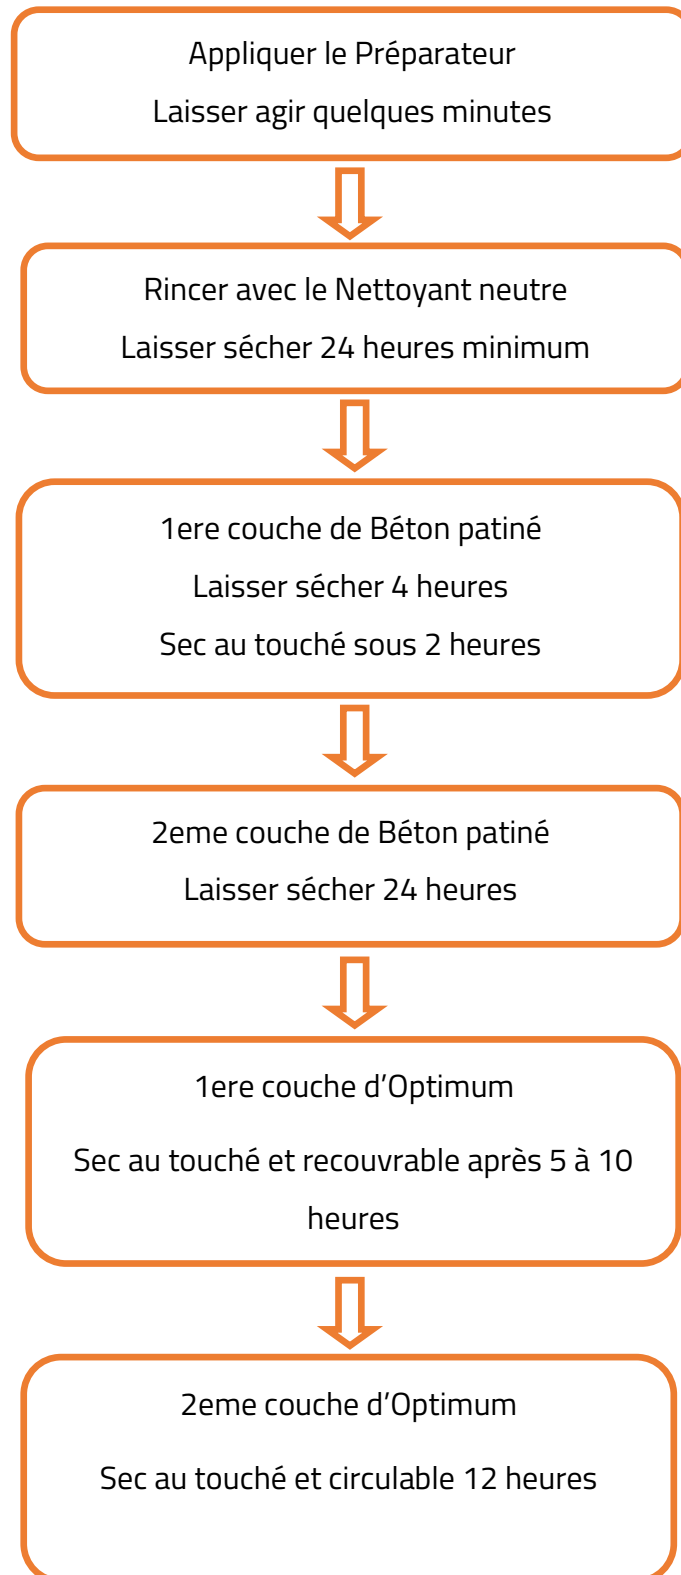 Appliquer le Préparateur
Laisser agir quelques minutes
Rincer avec le Nettoyant neutre
Laisser sécher 24 heures minimum
1ere couche de Béton patiné
Laisser sécher 4 heures
Sec au touché sous 2 heures
2eme couche de Béton patiné
Laisser sécher 24 heures
1ere couche d’Optimum
Sec au touché et recouvrable après 5 à 10
heures
2eme couche d’Optimum
Sec au touché et circulable 12 heures